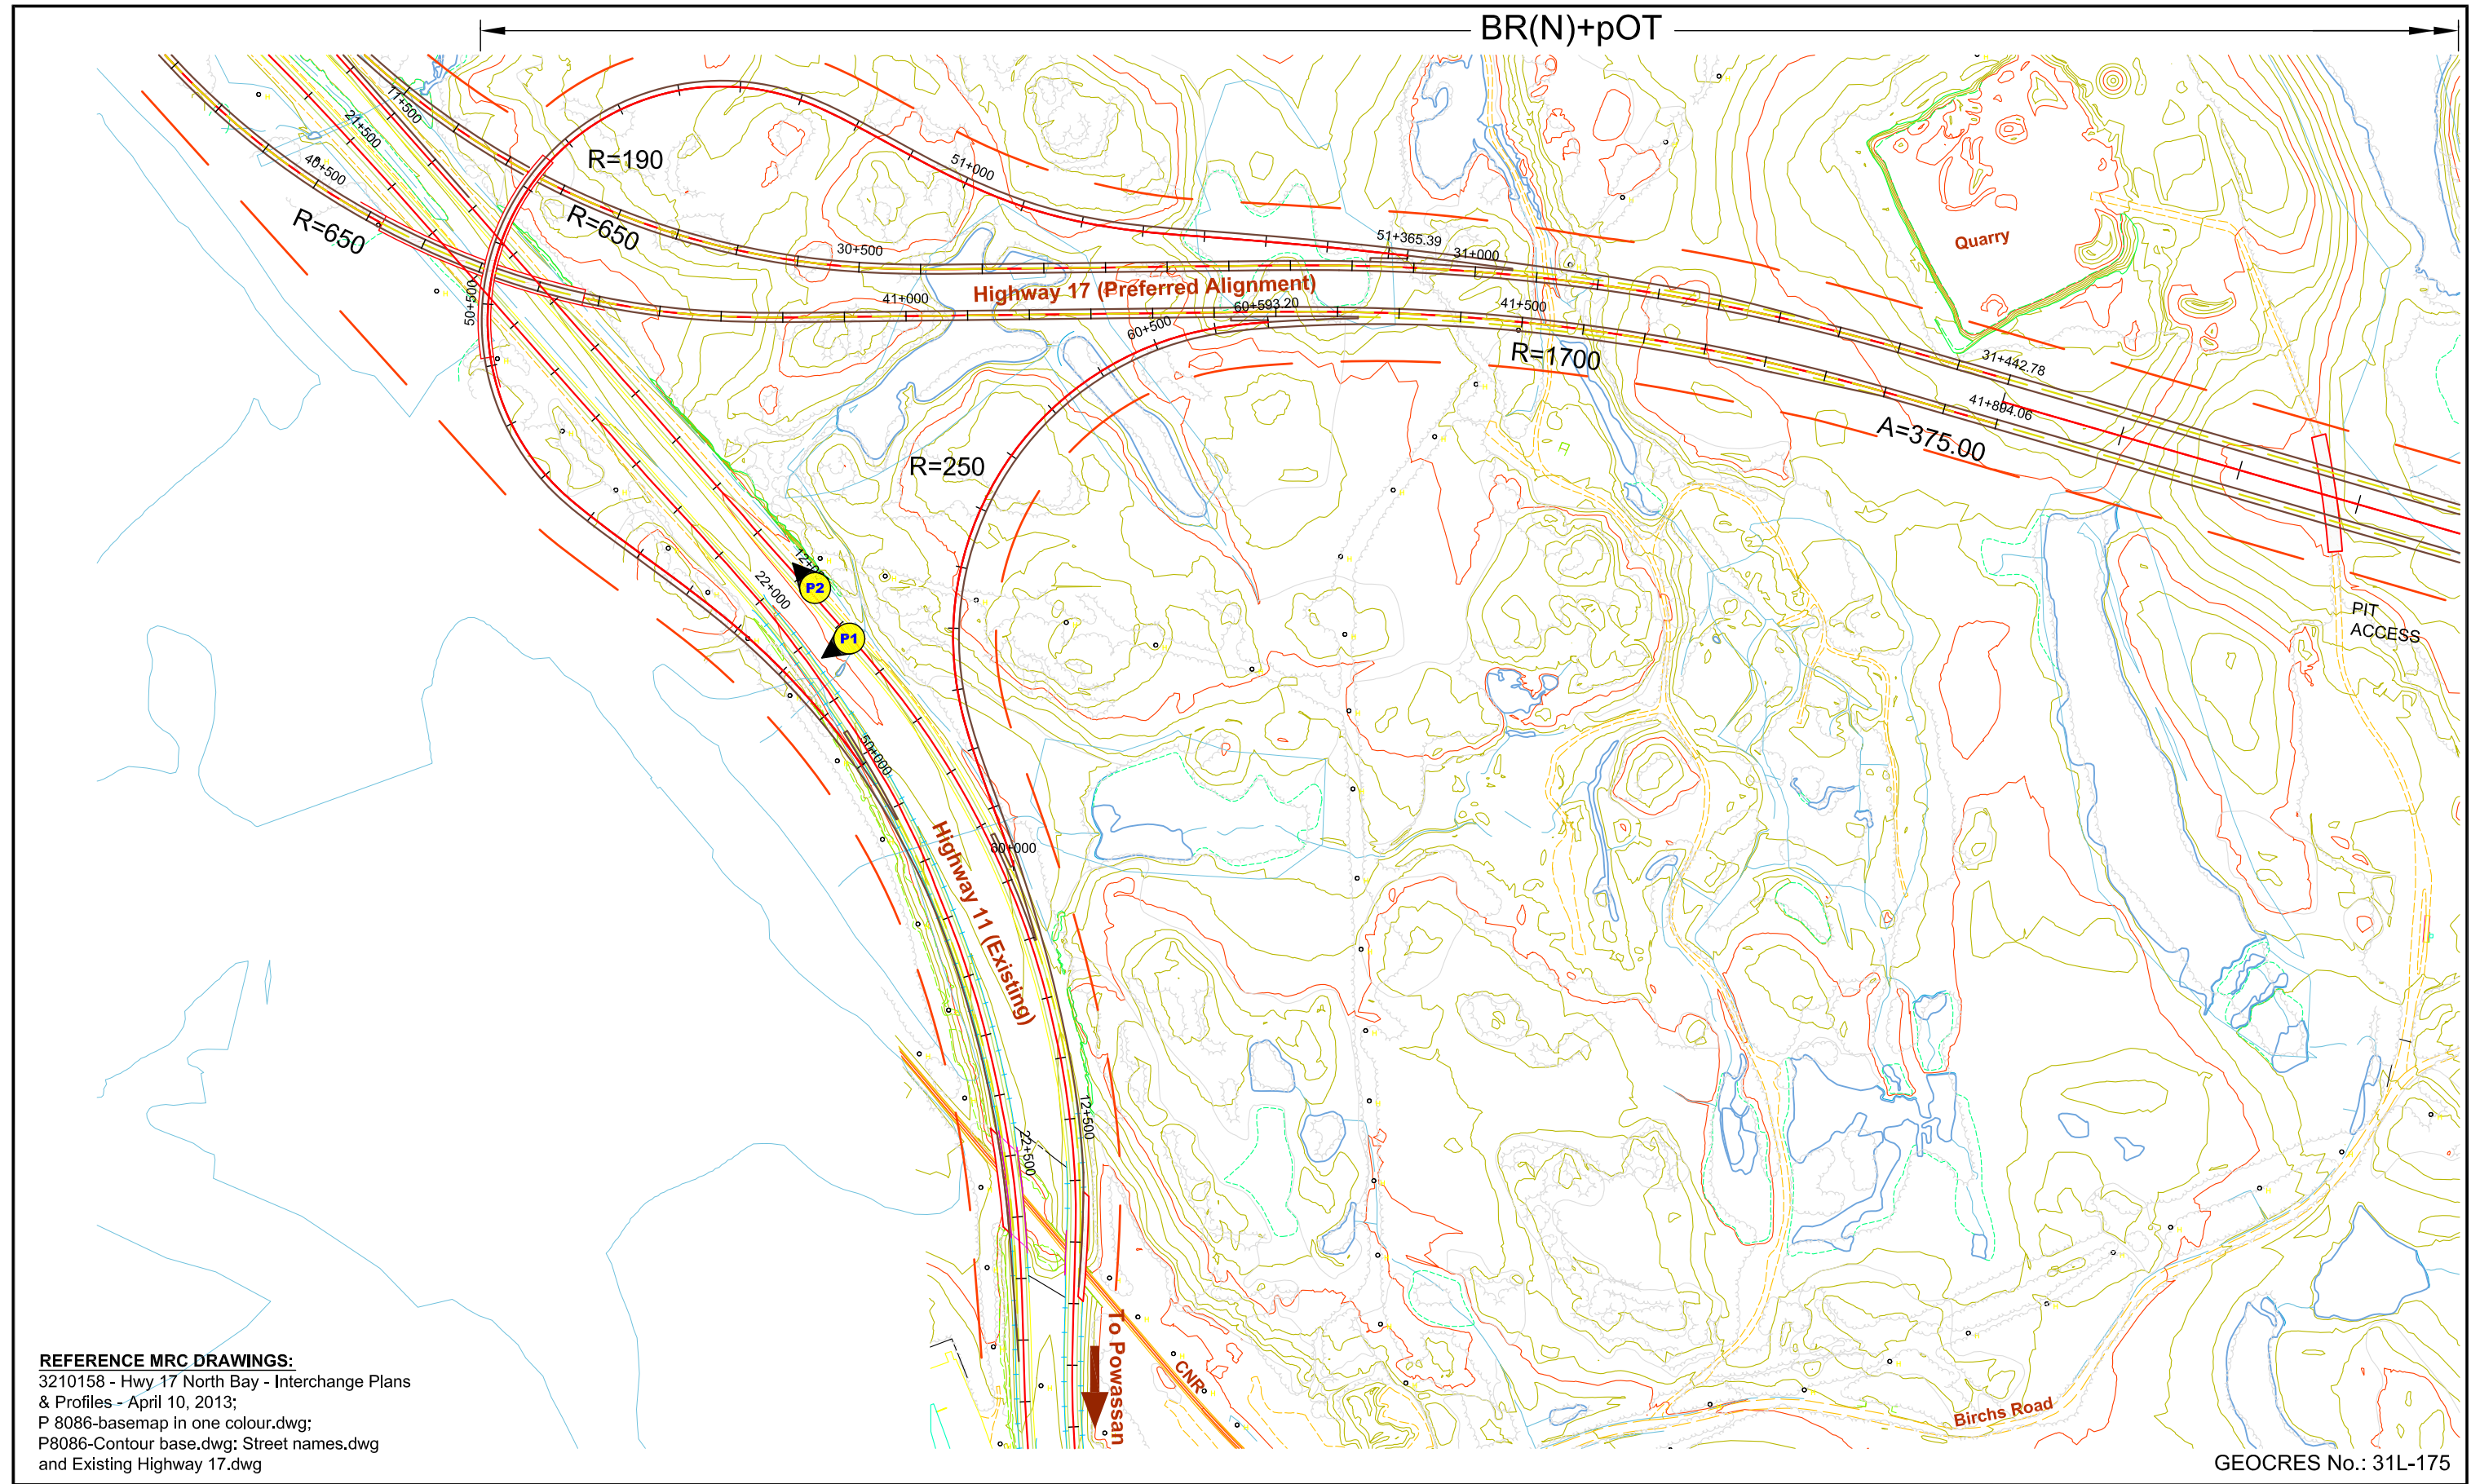 BR(N)+pOT
11+500
21+500
40+500
R=190
51+000
R=650
R=650
30+500
51+365.39
31+000
Quarry
50+500
41+000
Highway 17 (Preferred Alignment)
60+593.20
41+500
60+500
R=1700
31+442.78
41+894.06
A=375.00
R=250
22+000
P2
P1
PIT
ACCESS
50+000
60+000
Highway 11 (Existing)
12+500
22+500
To Powassan
CNR
Birchs Road
REFERENCE MRC DRAWINGS:
3210158 - Hwy 17 North Bay - Interchange Plans
& Profiles - April 10, 2013;
P 8086-basemap in one colour.dwg;
P8086-Contour base.dwg; Street names.dwg
and Existing Highway 17.dwg
GEOCRES No.: 31L-175